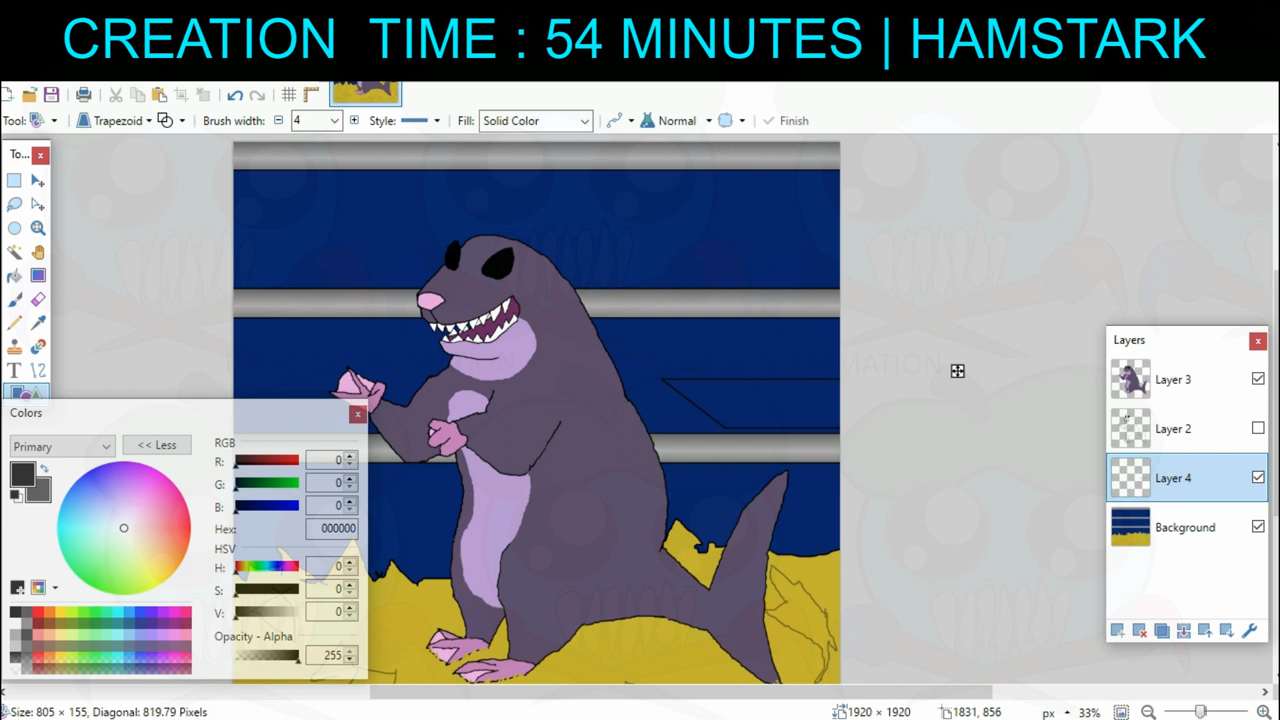 CREATION TIME : 54 MINUTES | HAMSTARK
Tool: Trapezoid Brush width: 4 Style: Fill: Solid Color Normal Finish
To...
Layers
Layer 3
Layer 2
Layer 4
Background
Colors
Primary
<< Less
RGB
R: 0
G: 0
B: 0
Hex: 000000
HSV
H: 0
S: 0
V: 0
Opacity - Alpha
255
Size: 805 × 155, Diagonal: 819.79 Pixels
1920 × 1920
1831, 856
px
33%